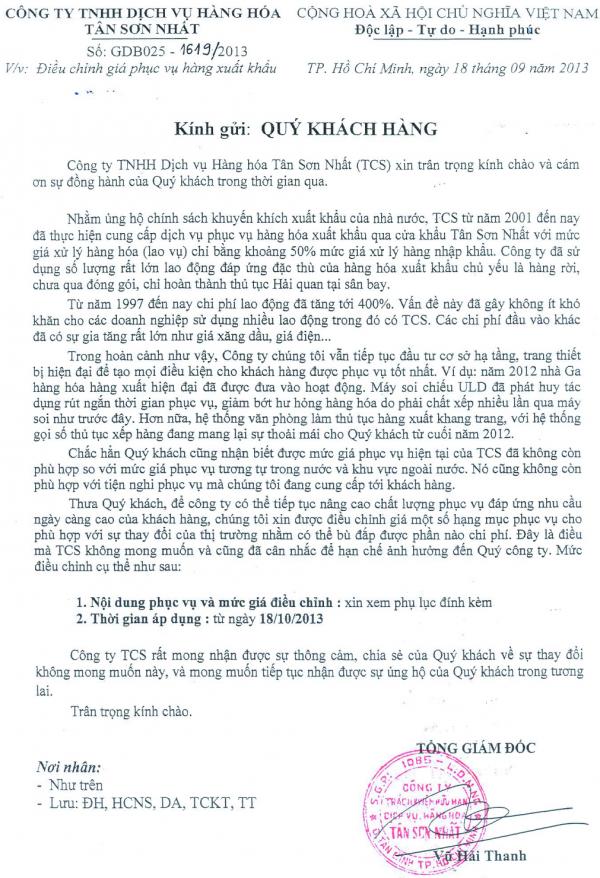 CÔNG TY TNHH DỊCH VỤ HÀNG HÓA
TÂN SƠN NHẤT
Số: GDB025 - 1619/2013
V/v: Điều chỉnh giá phục vụ hàng xuất khẩu
CỘNG HOÀ XÃ HỘI CHỦ NGHĨA VIỆT NAM
Độc lập - Tự do - Hạnh phúc
TP. Hồ Chí Minh, ngày 18 tháng 09 năm 2013
Kính gửi: QUÝ KHÁCH HÀNG
Công ty TNHH Dịch vụ Hàng hóa Tân Sơn Nhất (TCS) xin trân trọng kính chào và cám
ơn sự đồng hành của Quý khách trong thời gian qua.
Nhằm ủng hộ chính sách khuyến khích xuất khẩu của nhà nước, TCS từ năm 2001 đến nay
đã thực hiện cung cấp dịch vụ phục vụ hàng hóa xuất khẩu qua cửa khẩu Tân Sơn Nhất với mức
giá xử lý hàng hóa (lao vụ) chỉ bằng khoảng 50% mức giá xử lý hàng nhập khẩu. Công ty đã sử
dụng số lượng rất lớn lao động đáp ứng đặc thù của hàng hóa xuất khẩu chủ yếu là hàng rời,
chưa qua đóng gói, chỉ hoàn thành thủ tục Hải quan tại sân bay.
Từ năm 1997 đến nay chi phí lao động đã tăng tới 400%. Vấn đề này đã gây không ít khó
khăn cho các doanh nghiệp sử dụng nhiều lao động trong đó có TCS. Các chi phí đầu vào khác
đã có sự gia tăng rất lớn như giá xăng dầu, giá điện...
Trong hoàn cảnh như vậy, Công ty chúng tôi vẫn tiếp tục đầu tư cơ sở hạ tầng, trang thiết
bị hiện đại để tạo mọi điều kiện cho khách hàng được phục vụ tốt nhất. Ví dụ: năm 2012 nhà Ga
hàng hóa hàng xuất hiện đại đã được đưa vào hoạt động. Máy soi chiếu ULD đã phát huy tác
dụng rút ngắn thời gian phục vụ, giảm bớt hư hỏng hàng hóa do phải chất xếp nhiều lần qua máy
soi như trước đây. Hơn nữa, hệ thống văn phòng làm thủ tục hàng xuất khang trang, với hệ thống
gọi số thủ tục xếp hàng đang mang lại sự thoải mái cho Quý khách từ cuối năm 2012.
Chắc hẳn Quý khách cũng nhận biết được mức giá phục vụ hiện tại của TCS đã không còn
phù hợp so với mức giá phục vụ tương tự trong nước và khu vực ngoài nước. Nó cũng không còn
phù hợp với tiện nghi phục vụ mà chúng tôi đang cung cấp tới khách hàng.
Thưa Quý khách, để công ty có thể tiếp tục nâng cao chất lượng phục vụ đáp ứng nhu cầu
ngày càng cao của khách hàng, chúng tôi xin được điều chỉnh giá một số hạng mục phục vụ cho
phù hợp với sự thay đổi của thị trường nhằm có thể bù đắp được phần nào chi phí. Đây là điều
mà TCS không mong muốn và cũng đã cân nhắc để hạn chế ảnh hưởng đến Quý công ty. Mức
điều chỉnh cụ thể như sau:
1. Nội dung phục vụ và mức giá điều chỉnh : xin xem phụ lục đính kèm
2. Thời gian áp dụng : từ ngày 18/10/2013
Công ty TCS rất mong nhận được sự thông cảm, chia sẻ của Quý khách về sự thay đổi
không mong muốn này, và mong muốn tiếp tục nhận được sự ủng hộ của Quý khách trong tương
lai.
Trân trọng kính chào.
TỔNG GIÁM ĐỐC
Nơi nhân:
- Như trên
- Lưu: ĐH, HCNS, DA, TCKT, TT
CÔNG TY
TRÁCH NHIỆM HỮU HẠN
DỊCH VỤ HÀNG HÓA
TÂN SƠN NHẤT
Vũ Hải Thanh